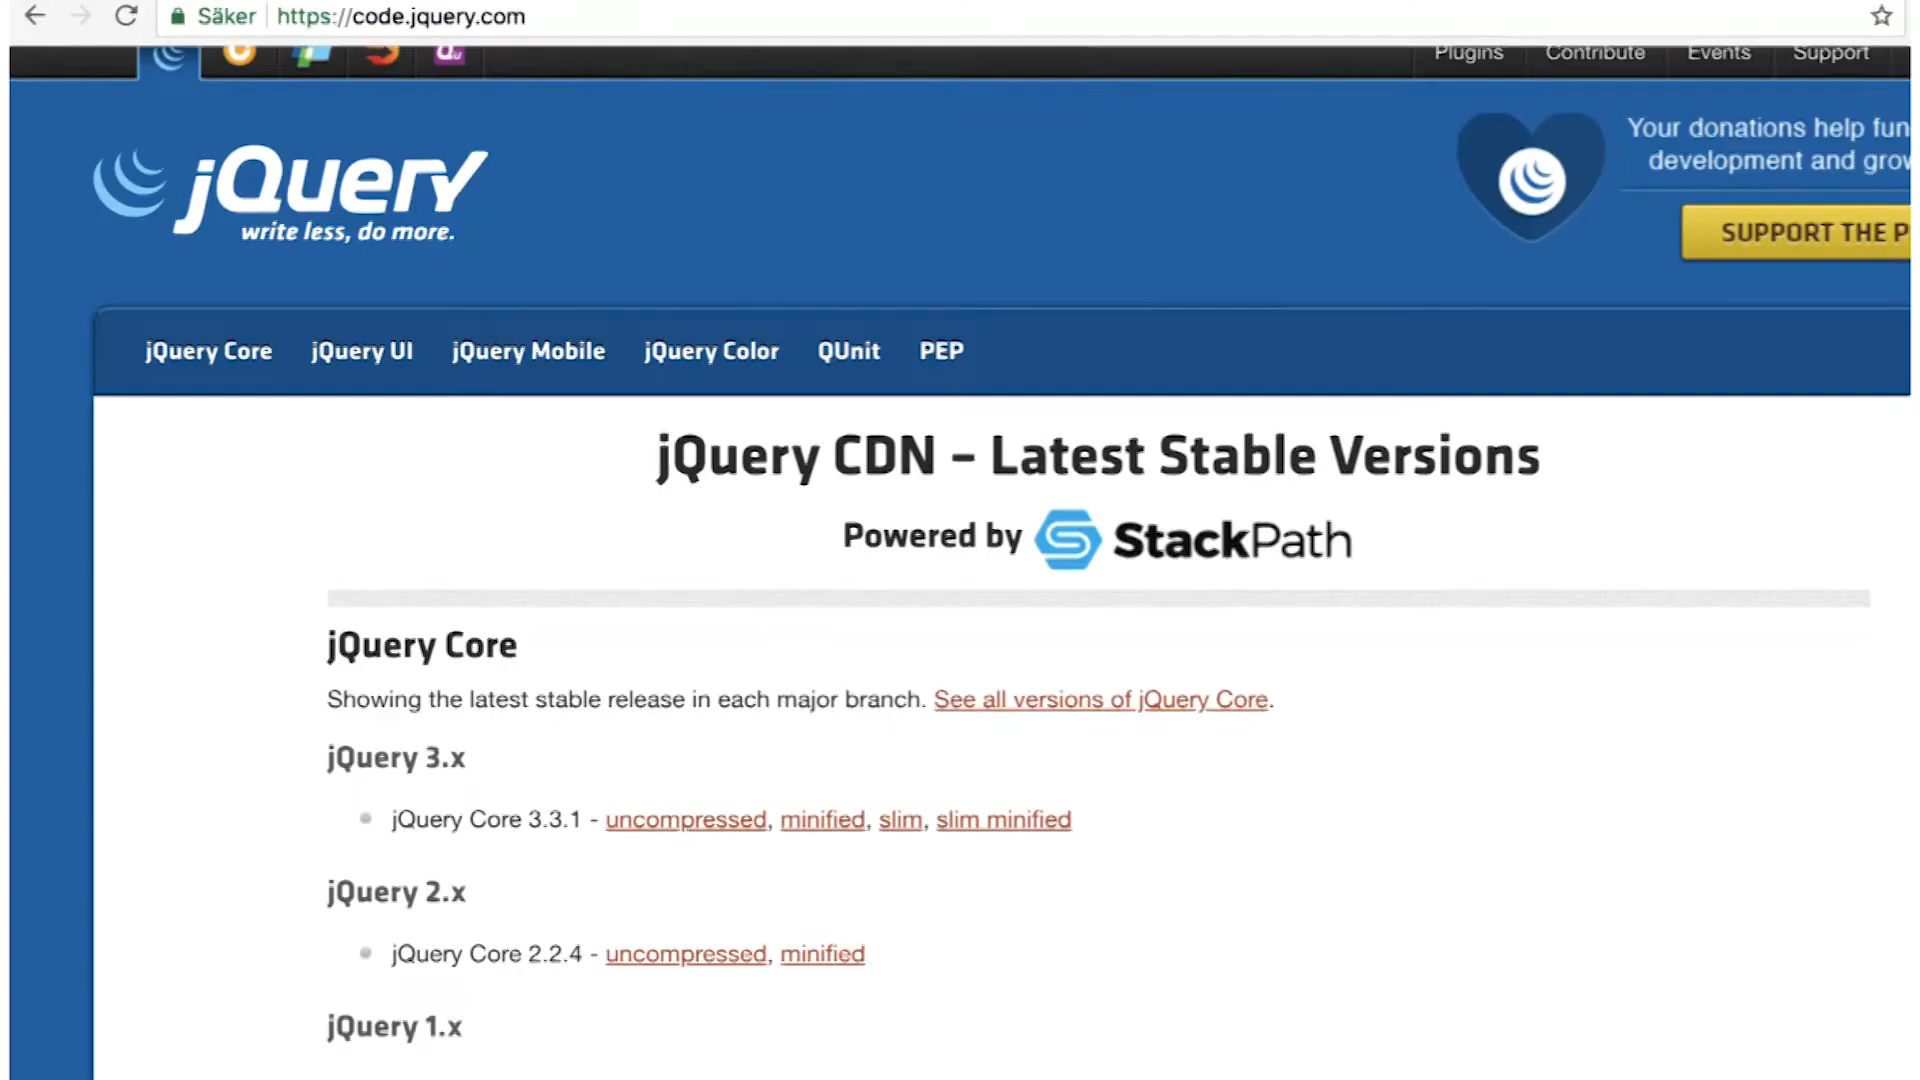 Säker https://code.jquery.com
Plugins Contribute Events Support
jQuery
write less, do more.
Your donations help fun
development and grow
SUPPORT THE P
jQuery Core jQuery UI jQuery Mobile jQuery Color QUnit PEP
jQuery CDN – Latest Stable Versions
Powered by StackPath
jQuery Core
Showing the latest stable release in each major branch. See all versions of jQuery Core.
jQuery 3.x
jQuery Core 3.3.1 - uncompressed, minified, slim, slim minified
jQuery 2.x
jQuery Core 2.2.4 - uncompressed, minified
jQuery 1.x